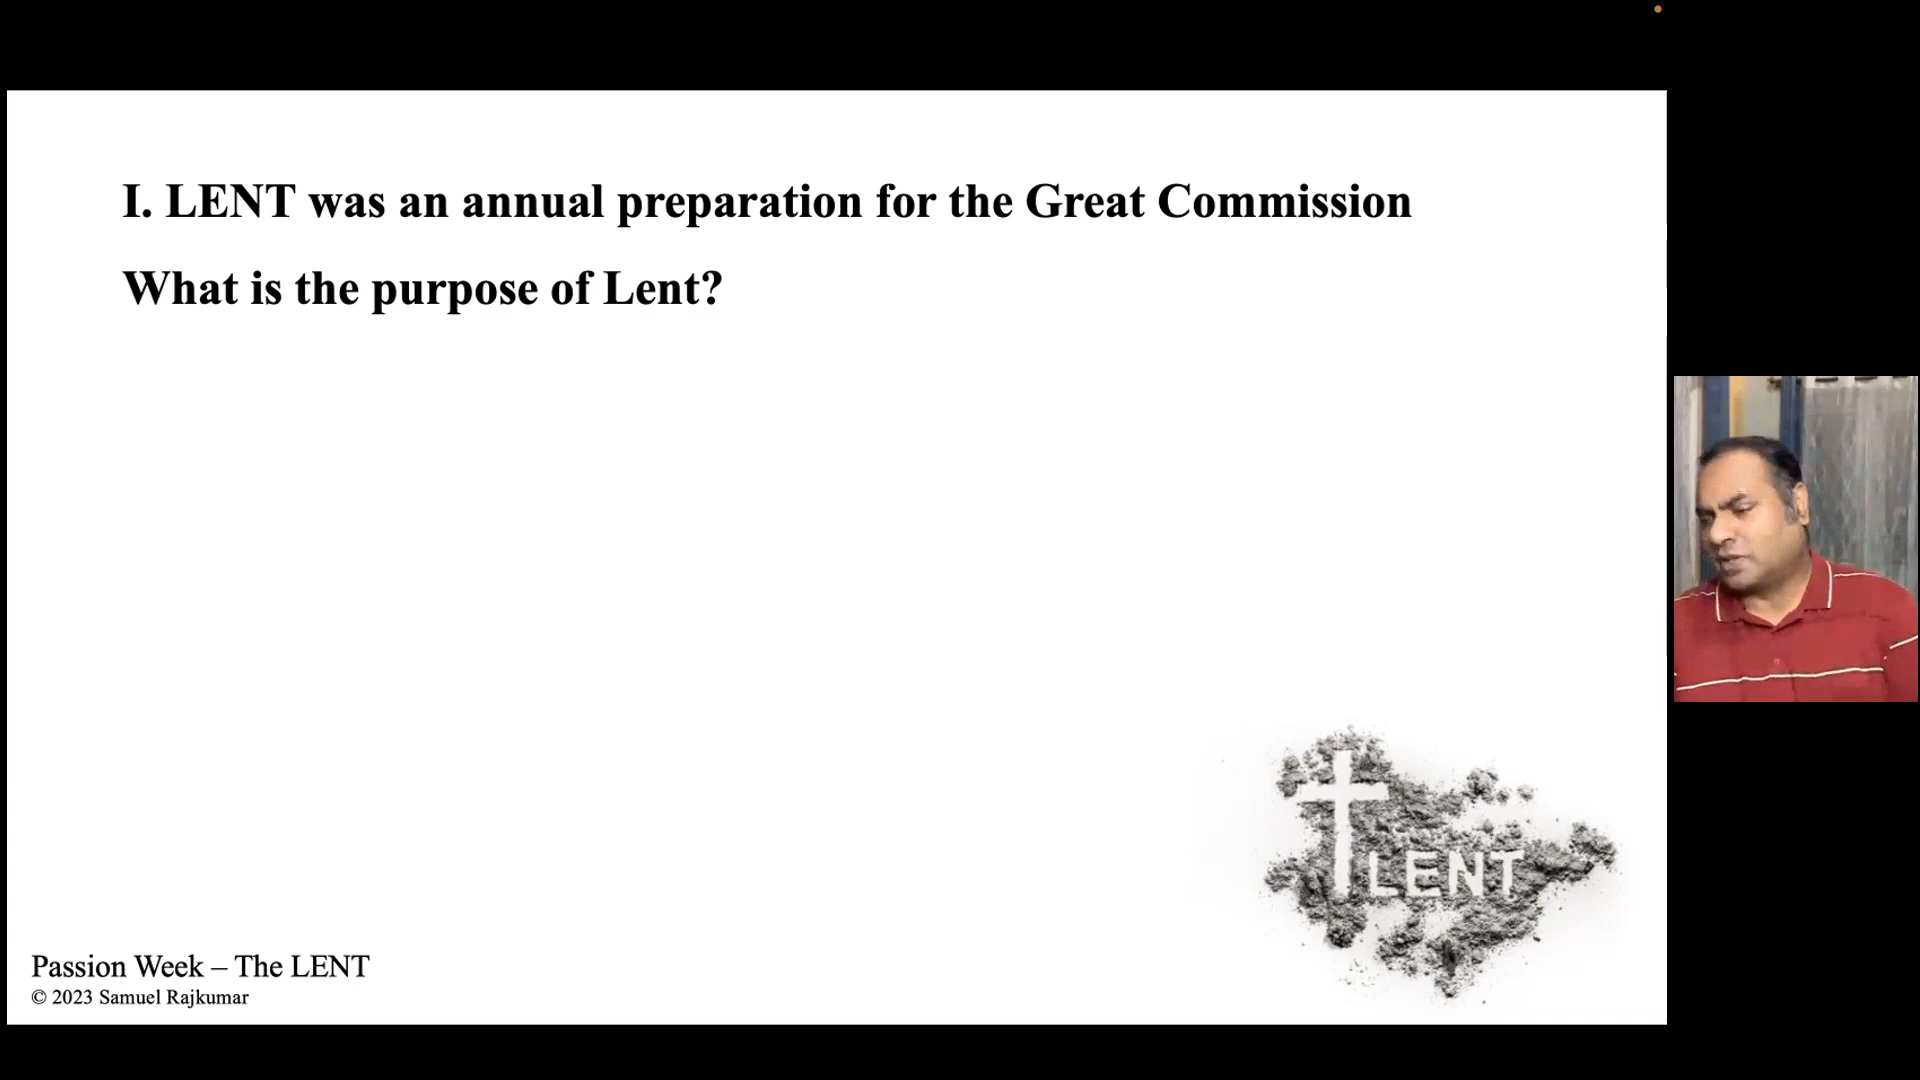 I. LENT was an annual preparation for the Great Commission
What is the purpose of Lent?
LENT
Passion Week – The LENT
© 2023 Samuel Rajkumar